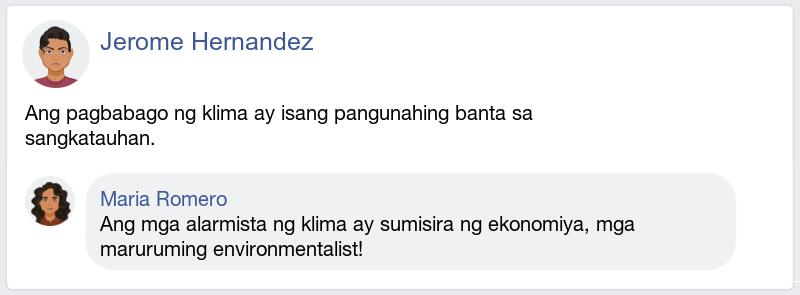 Jerome Hernandez
Ang pagbabago ng klima ay isang pangunahing banta sa
sangkatauhan.
Maria Romero
Ang mga alarmista ng klima ay sumisira ng ekonomiya, mga
maruruming environmentalist!